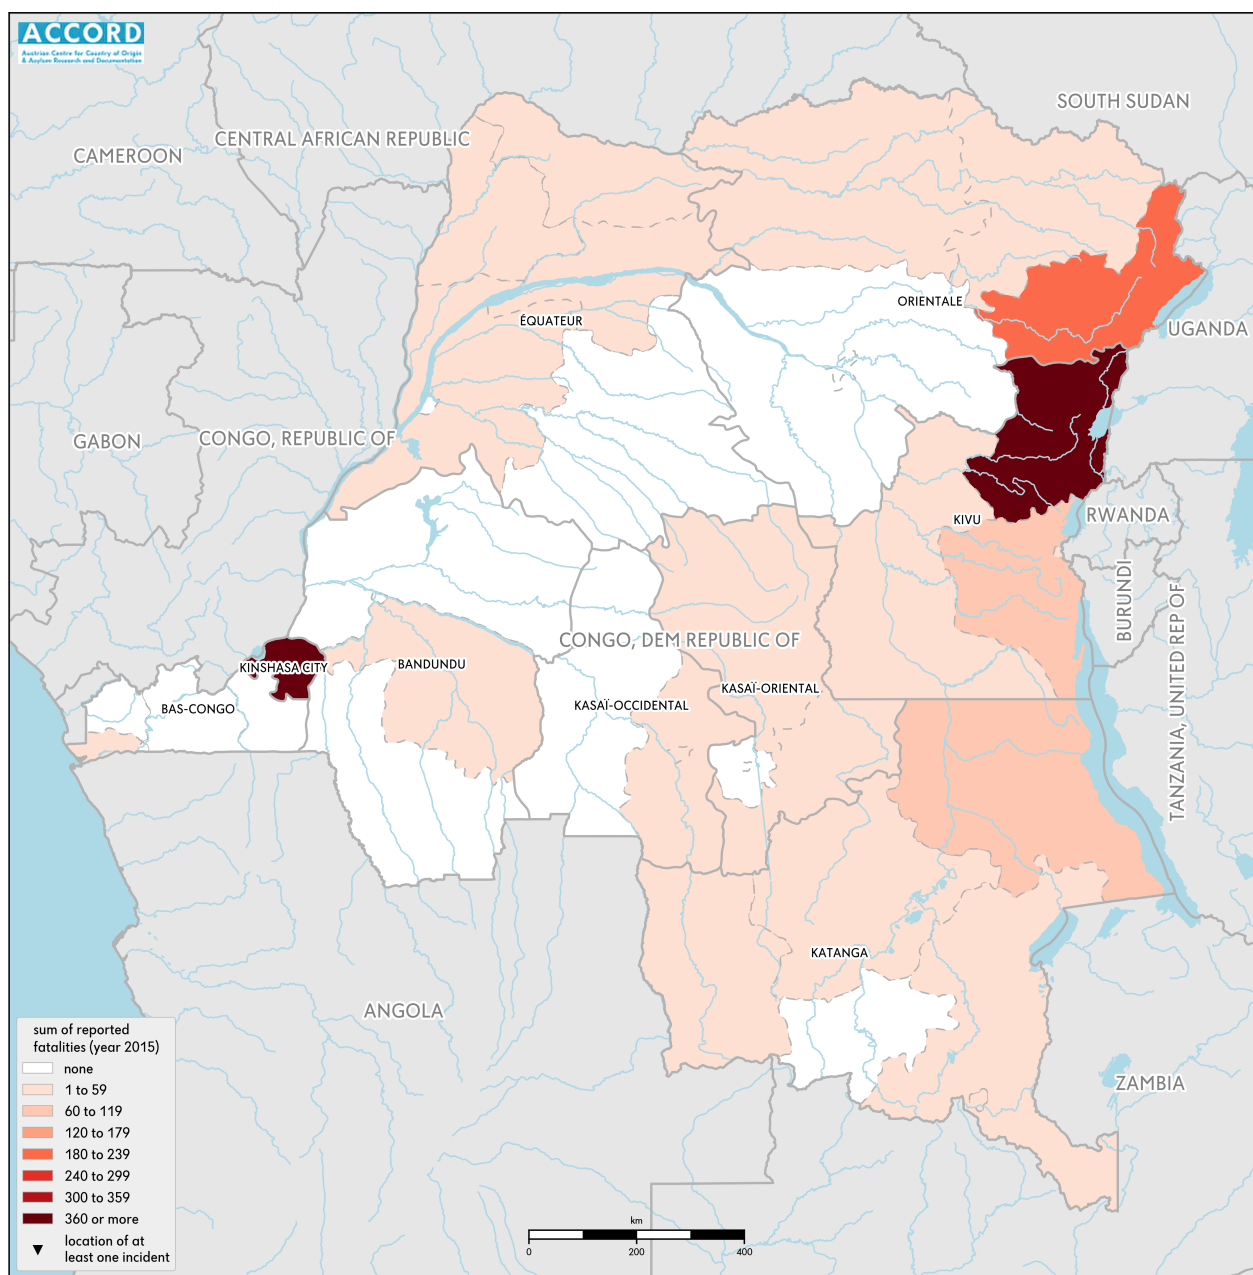 ACCORD
Austrian Centre for Country of Origin
& Asylum Research and Documentation
SOUTH SUDAN
CENTRAL AFRICAN REPUBLIC
CAMEROON
ORIENTALE
ÉQUATEUR
UGANDA
GABON
CONGO, REPUBLIC OF
KIVU
RWANDA
BURUNDI
TANZANIA, UNITED REP OF
CONGO, DEM REPUBLIC OF
KINSHASA CITY
BANDUNDU
KASAÏ-ORIENTAL
BAS-CONGO
KASAÏ-OCCIDENTAL
KATANGA
ANGOLA
ZAMBIA
sum of reported
fatalities (year 2015)
none
1 to 59
60 to 119
120 to 179
180 to 239
240 to 299
300 to 359
360 or more
location of at
least one incident
km
0 200 400